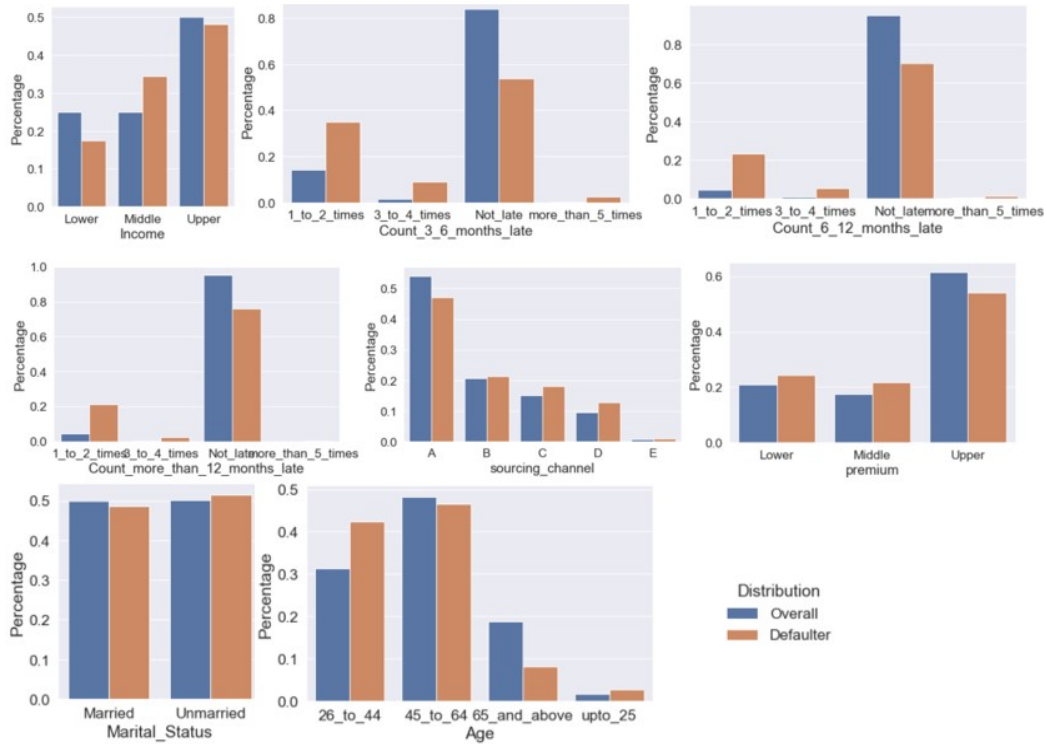 Percentage
0.5
0.4
0.3
0.2
0.1
0.0
Lower Middle Upper
Income
Percentage
0.8
0.6
0.4
0.2
0.0
1_to_2_times 3_to_4_times Not_late more_than_5_times
Count_3_6_months_late
Percentage
0.8
0.6
0.4
0.2
0.0
1_to_2_times 3_to_4_times Not_late more_than_5_times
Count_6_12_months_late
Percentage
1.0
0.8
0.6
0.4
0.2
0.0
1_to_2_times 3_to_4_times Not_late more_than_5_times
Count_more_than_12_months_late
Percentage
0.5
0.4
0.3
0.2
0.1
0.0
A B C D E
sourcing_channel
Percentage
0.6
0.4
0.2
0.0
Lower Middle Upper
premium
Percentage
0.5
0.4
0.3
0.2
0.1
0.0
Married Unmarried
Marital_Status
Percentage
0.5
0.4
0.3
0.2
0.1
0.0
26_to_44 45_to_64 65_and_above upto_25
Age
Distribution
Overall
Defaulter